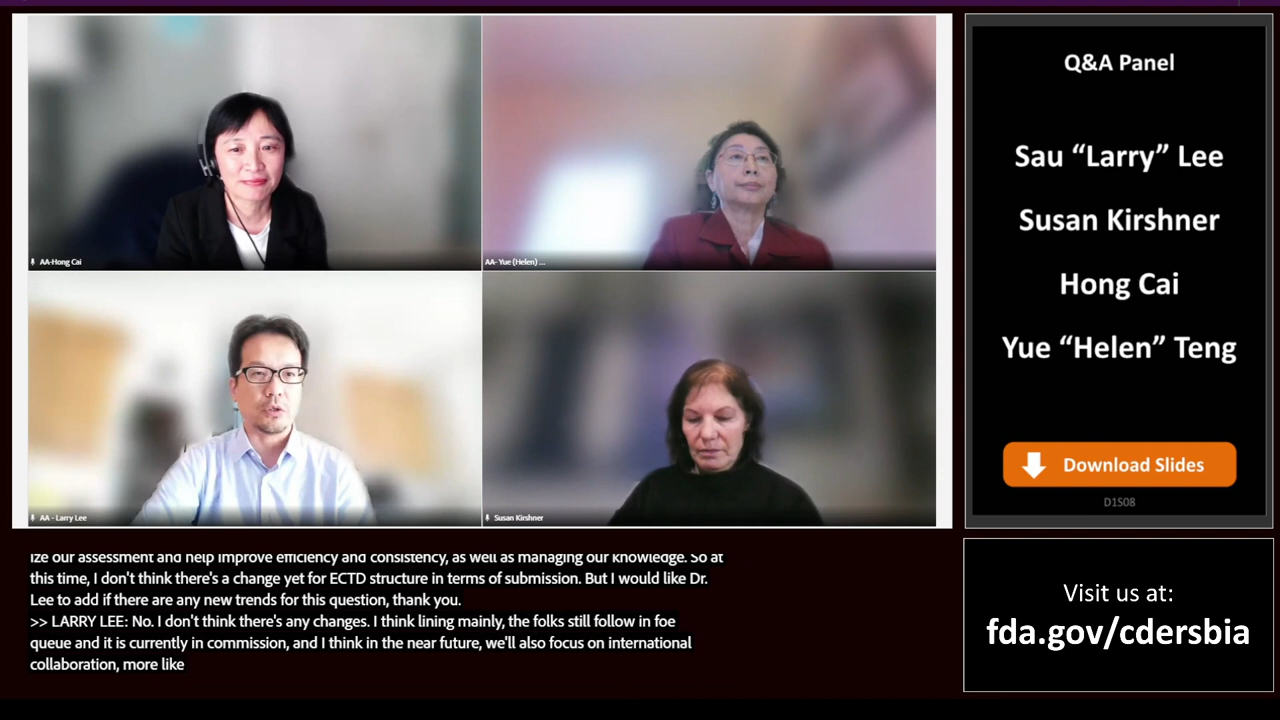 AA-Hong Cai
AA- Yue (Helen) ...
AA - Larry Lee
Susan Kirshner
Q&A Panel
Sau “Larry” Lee
Susan Kirshner
Hong Cai
Yue “Helen” Teng
Download Slides
D1S08
ize our assessment and help improve efficiency and consistency, as well as managing our knowledge. So at
this time, I don't think there's a change yet for ECTD structure in terms of submission. But I would like Dr.
Lee to add if there are any new trends for this question, thank you.
>> LARRY LEE: No. I don't think there's any changes. I think lining mainly, the folks still follow in foe
queue and it is currently in commission, and I think in the near future, we'll also focus on international
collaboration, more like
Visit us at:
fda.gov/cdersbia